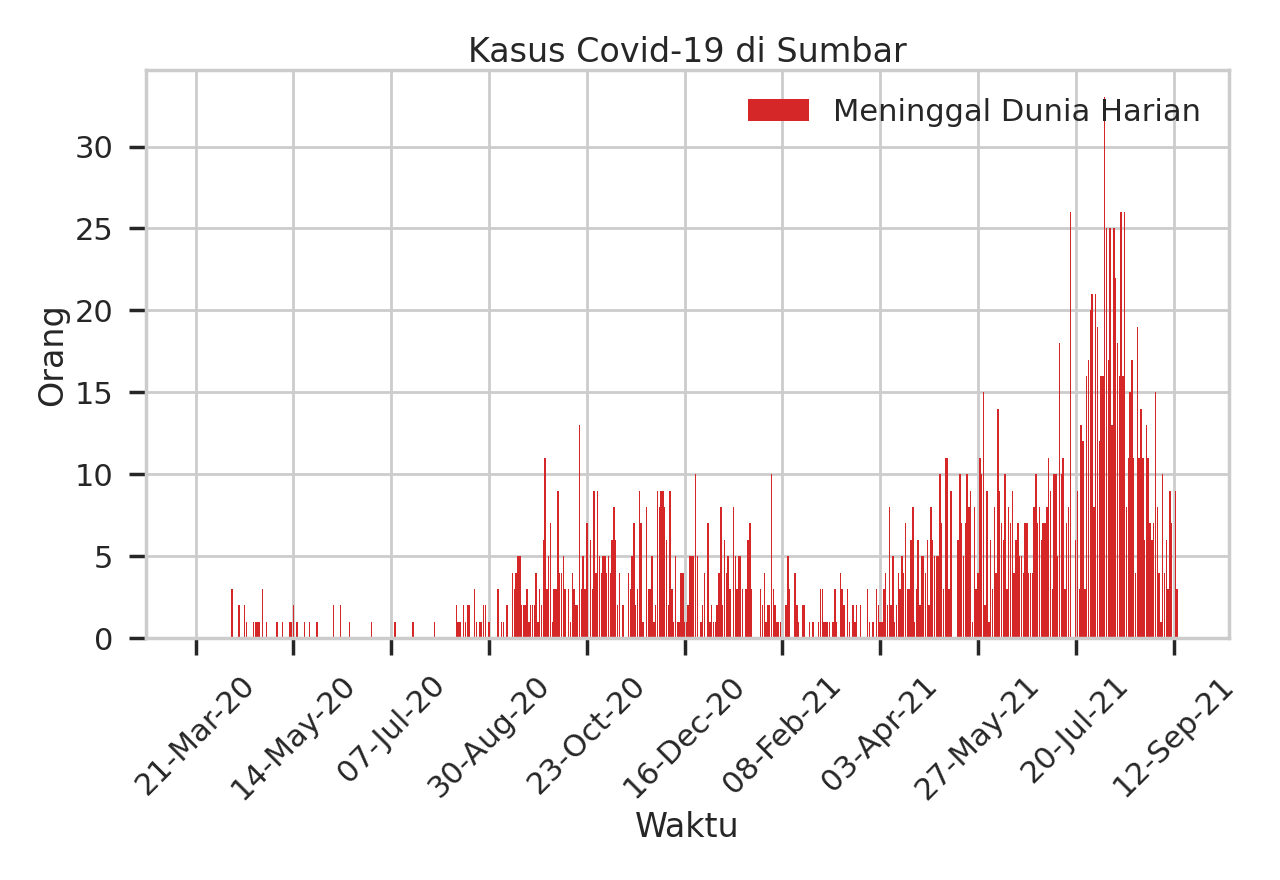 Kasus Covid-19 di Sumbar
Meninggal Dunia Harian
Orang
30
25
20
15
10
5
0
21-Mar-20
14-May-20
07-Jul-20
30-Aug-20
23-Oct-20
16-Dec-20
08-Feb-21
03-Apr-21
27-May-21
20-Jul-21
12-Sep-21
Waktu